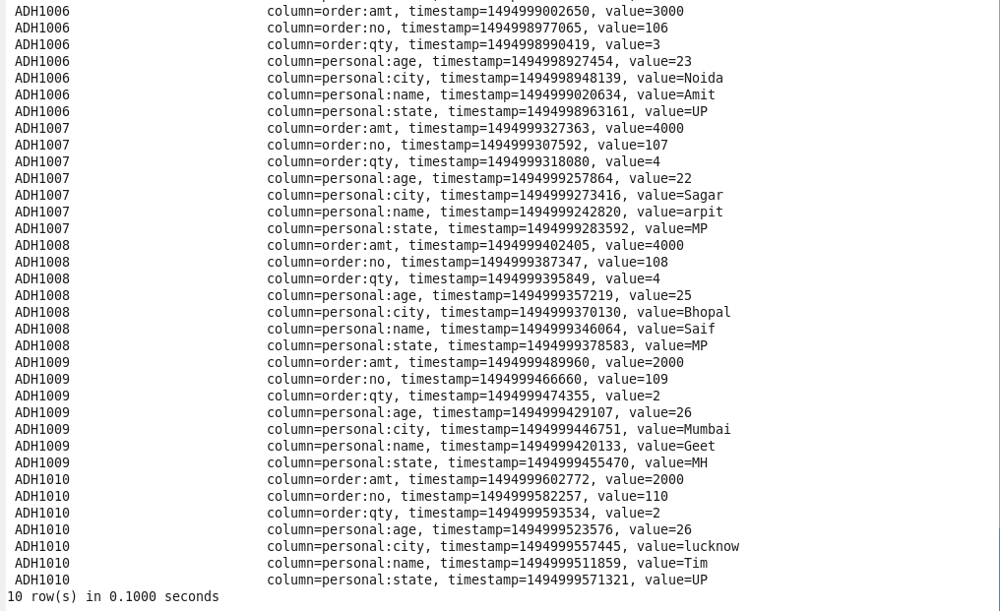 ADH1006 column=order:amt, timestamp=1494999002650, value=3000
ADH1006 column=order:no, timestamp=1494998977065, value=106
ADH1006 column=order:qty, timestamp=1494998990419, value=3
ADH1006 column=personal:age, timestamp=1494998927454, value=23
ADH1006 column=personal:city, timestamp=1494998948139, value=Noida
ADH1006 column=personal:name, timestamp=1494999020634, value=Amit
ADH1006 column=personal:state, timestamp=1494998963161, value=UP
ADH1007 column=order:amt, timestamp=1494999327363, value=4000
ADH1007 column=order:no, timestamp=1494999307592, value=107
ADH1007 column=order:qty, timestamp=1494999318080, value=4
ADH1007 column=personal:age, timestamp=1494999257864, value=22
ADH1007 column=personal:city, timestamp=1494999273416, value=Sagar
ADH1007 column=personal:name, timestamp=1494999242820, value=arpit
ADH1007 column=personal:state, timestamp=1494999283592, value=MP
ADH1008 column=order:amt, timestamp=1494999402405, value=4000
ADH1008 column=order:no, timestamp=1494999387347, value=108
ADH1008 column=order:qty, timestamp=1494999395849, value=4
ADH1008 column=personal:age, timestamp=1494999357219, value=25
ADH1008 column=personal:city, timestamp=1494999370130, value=Bhopal
ADH1008 column=personal:name, timestamp=1494999346064, value=Saif
ADH1008 column=personal:state, timestamp=1494999378583, value=MP
ADH1009 column=order:amt, timestamp=1494999489960, value=2000
ADH1009 column=order:no, timestamp=1494999466660, value=109
ADH1009 column=order:qty, timestamp=1494999474355, value=2
ADH1009 column=personal:age, timestamp=1494999429107, value=26
ADH1009 column=personal:city, timestamp=1494999446751, value=Mumbai
ADH1009 column=personal:name, timestamp=1494999420133, value=Geet
ADH1009 column=personal:state, timestamp=1494999455470, value=MH
ADH1010 column=order:amt, timestamp=1494999602772, value=2000
ADH1010 column=order:no, timestamp=1494999582257, value=110
ADH1010 column=order:qty, timestamp=1494999593534, value=2
ADH1010 column=personal:age, timestamp=1494999523576, value=26
ADH1010 column=personal:city, timestamp=1494999557445, value=lucknow
ADH1010 column=personal:name, timestamp=1494999511859, value=Tim
ADH1010 column=personal:state, timestamp=1494999571321, value=UP
10 row(s) in 0.1000 seconds